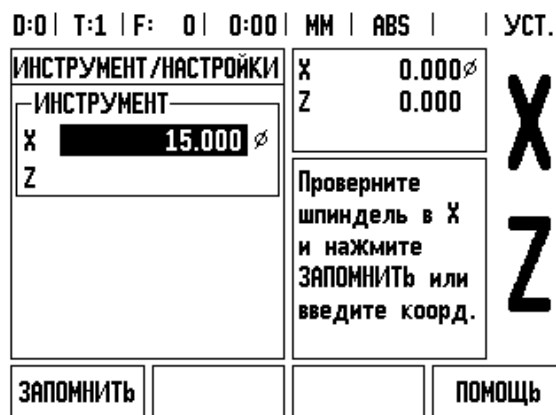 D:0 | T:1 | F: 0 | 0:00 | MM | ABS | | УСТ.
ИНСТРУМЕНТ/НАСТРОЙКИ
ИНСТРУМЕНТ
X 15.000 ⌀
Z
X 0.000⌀
Z 0.000
Проверните
шпиндель в X
и нажмите
ЗАПОМНИТЬ или
введите коорд.
X
Z
ЗАПОМНИТЬ
ПОМОЩЬ